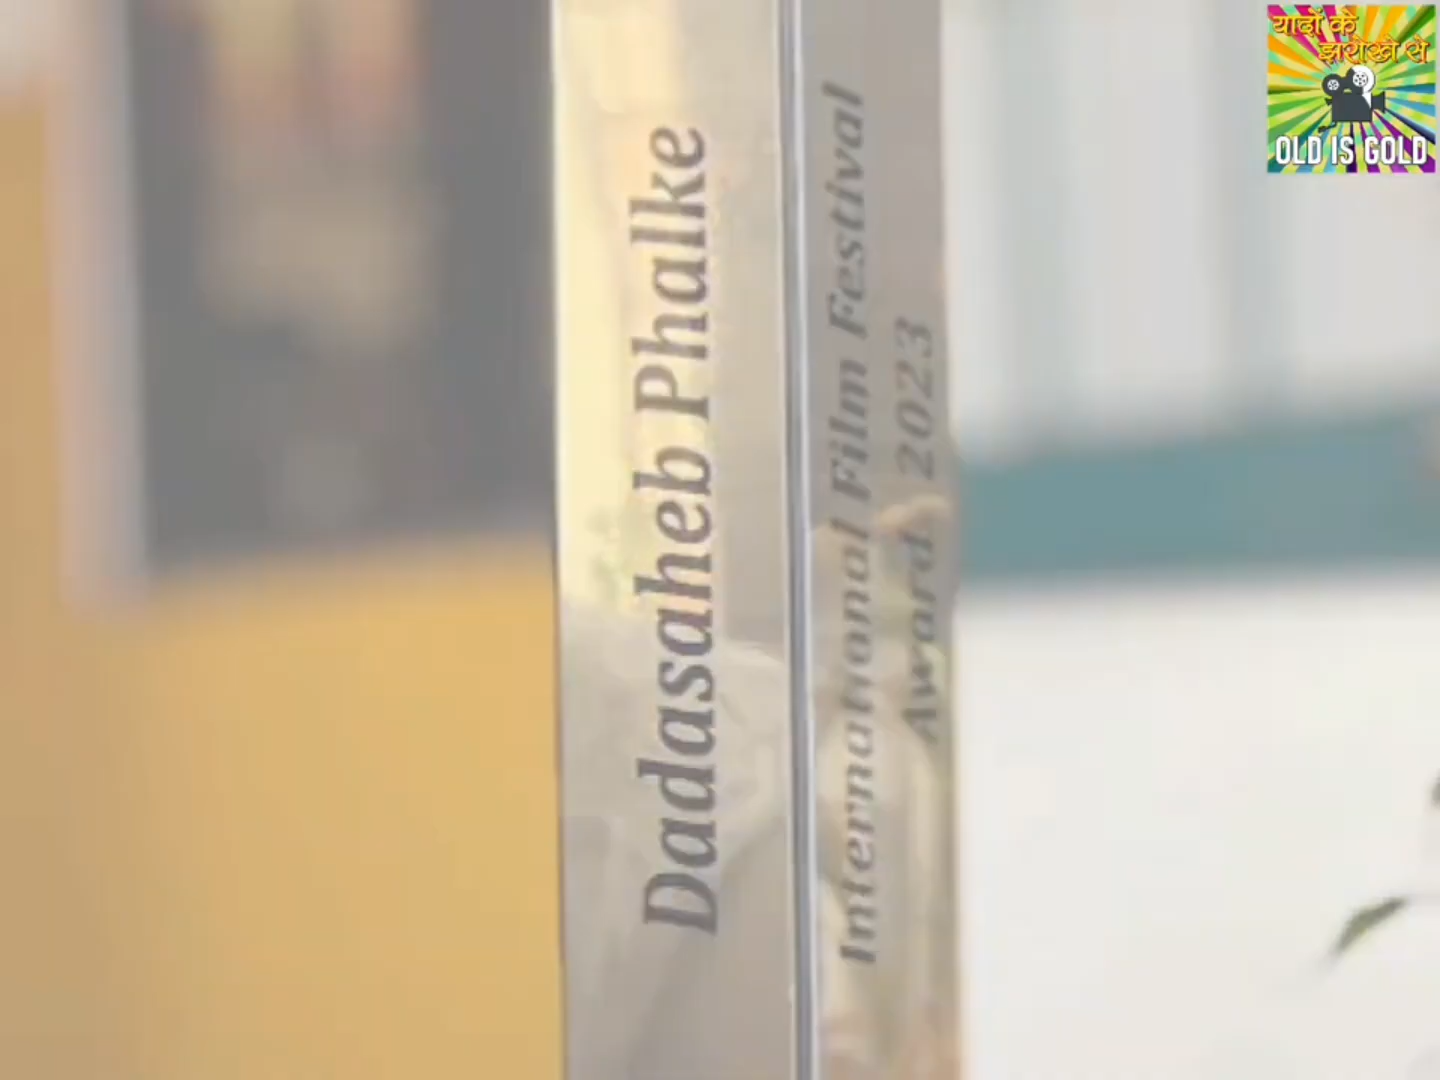 Dadasaheb Phalke
International Film Festival
Award 2023
यादों के
झरोखे से
OLD IS GOLD